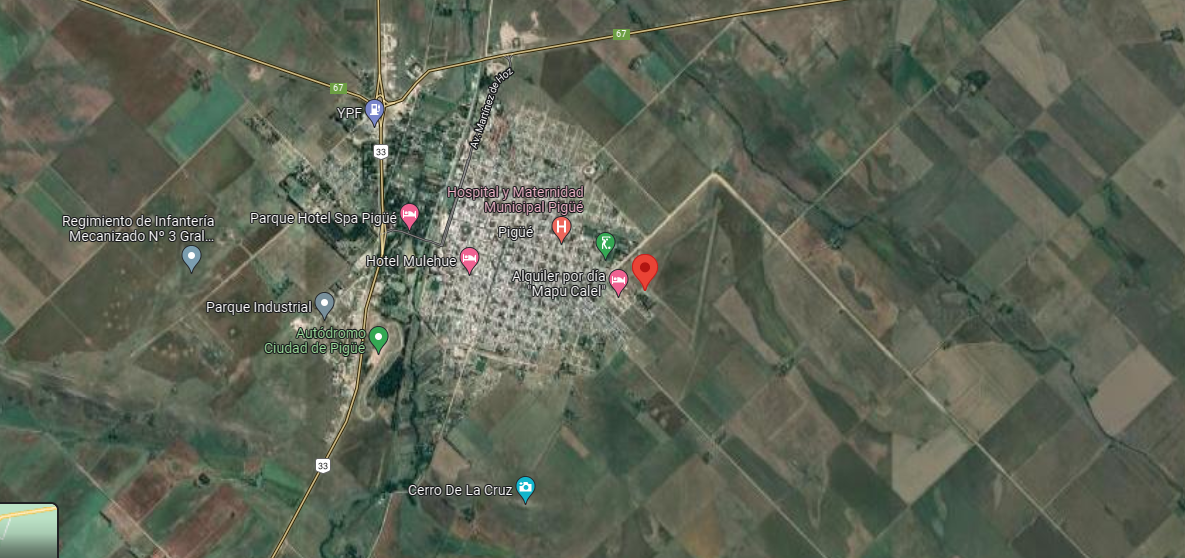 67
67
YPF
Av. Martínez de Hoz
33
Hospital y Maternidad
Municipal Pigüé
Parque Hotel Spa Pigüé
Regimiento de Infantería
Mecanizado Nº 3 Gral...
Pigüé
Hotel Mulehue
Alquiler por día
"Mapu Calel"
Parque Industrial
Autódromo
Ciudad de Pigüé
33
Cerro De La Cruz